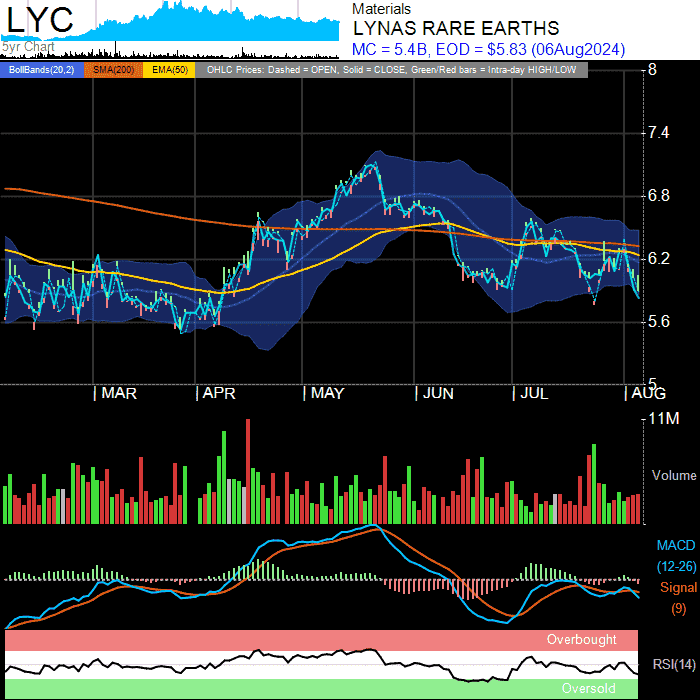 LYC
5yr Chart
Materials
LYNAS RARE EARTHS
MC = 5.4B, EOD = $5.83 (06Aug2024)
BollBands(20,2) SMA(200) EMA(50) OHLC Prices: Dashed = OPEN, Solid = CLOSE, Green/Red bars = Intra-day HIGH/LOW
8
7.4
6.8
6.2
5.6
5
| MAR | APR | MAY | JUN | JUL | AUG
11M
Volume
MACD
(12-26)
Signal
(9)
Overbought
RSI(14)
Oversold